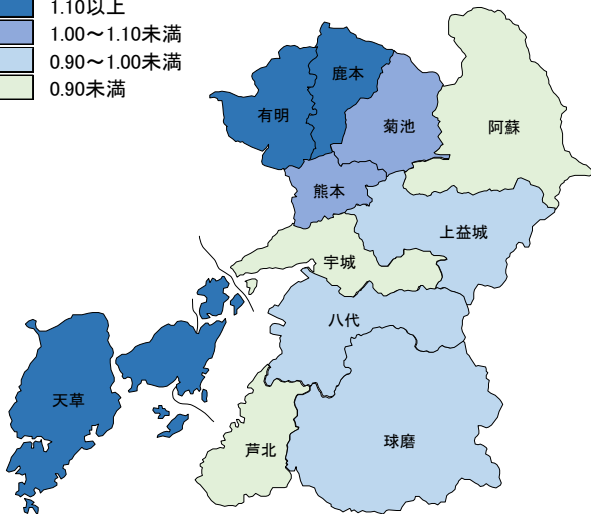 1.10以上
1.00～1.10未満
0.90～1.00未満
0.90未満
鹿本
有明
菊池
阿蘇
熊本
上益城
宇城
八代
天草
球磨
芦北